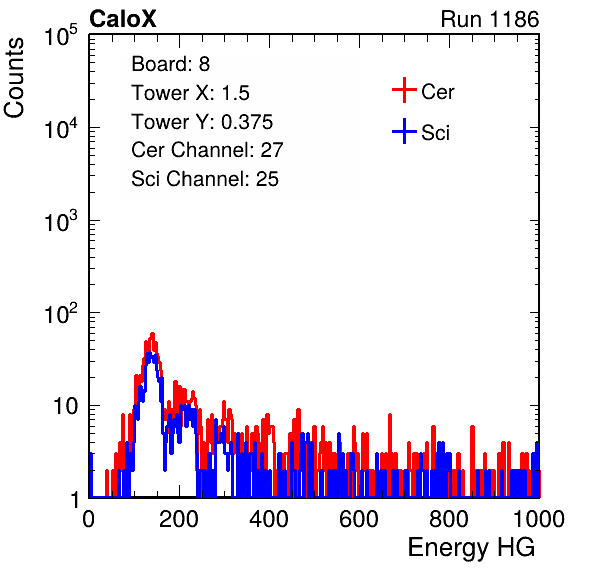 CaloX Run 1186
Board: 8
Tower X: 1.5
Tower Y: 0.375
Cer Channel: 27
Sci Channel: 25
Cer
Sci
Counts
10^5
10^4
10^3
10^2
10
1
0 200 400 600 800 1000
Energy HG